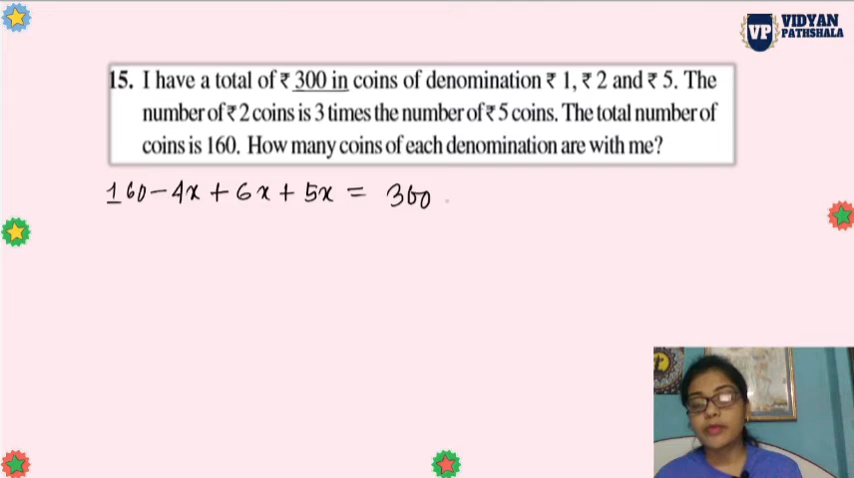 VP
VIDYAN
PATHSHALA
15. I have a total of ₹ 300 in coins of denomination ₹ 1, ₹ 2 and ₹ 5. The
number of ₹ 2 coins is 3 times the number of ₹ 5 coins. The total number of
coins is 160. How many coins of each denomination are with me?
160 - 4x + 6x + 5x = 300